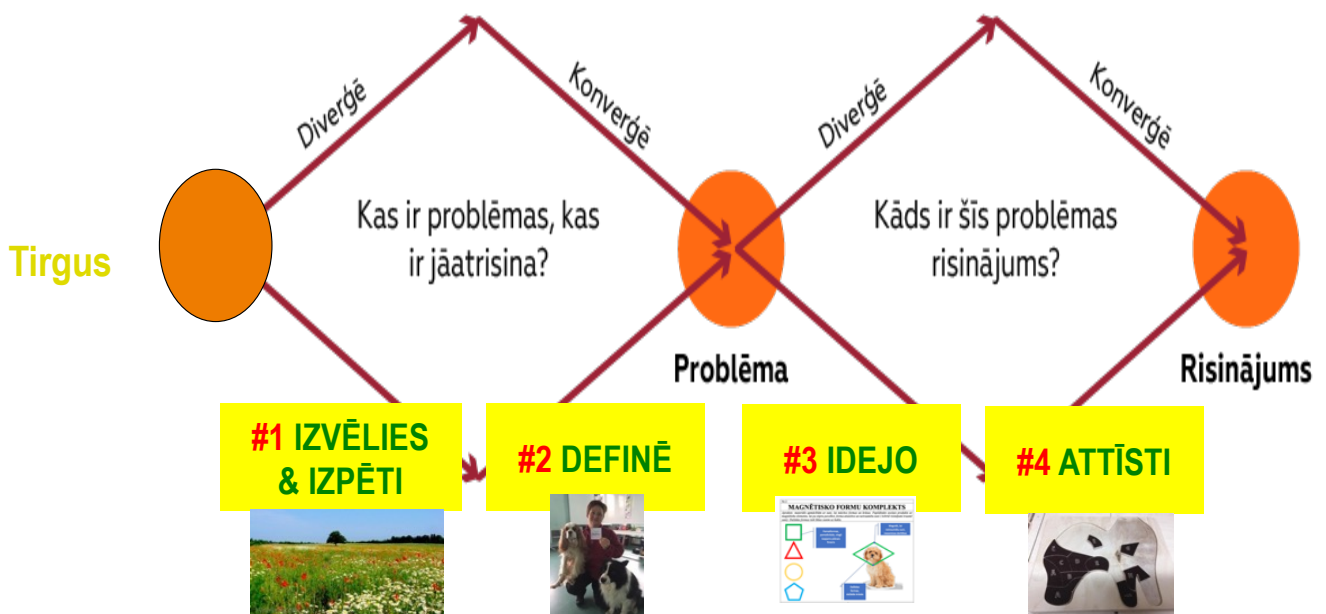 Diverģē
Konverģē
Diverģē
Konverģē
Tirgus
Kas ir problēmas, kas
ir jāatrisina?
Kāds ir šīs problēmas
risinājums?
Problēma
Risinājums
#1 IZVĒLIES
& IZPĒTI
#2 DEFINĒ
#3 IDEJO
#4 ATTĪSTI
MAGNĒTISKO FORMU KOMPLEKTS